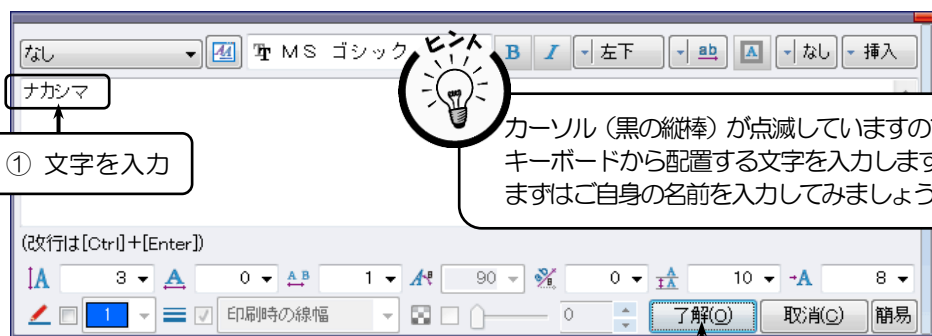 なし MS ゴシック B I 左下 ab A なし 挿入
ヒント
ナカシマ
カーソル（黒の縦棒）が点滅していますの
キーボードから配置する文字を入力します
まずはご自身の名前を入力してみましょう
① 文字を入力
(改行は[Ctrl]+[Enter])
3 0 1 90 0 10 8
1 印刷時の線幅 0 了解(O) 取消(C) 簡易